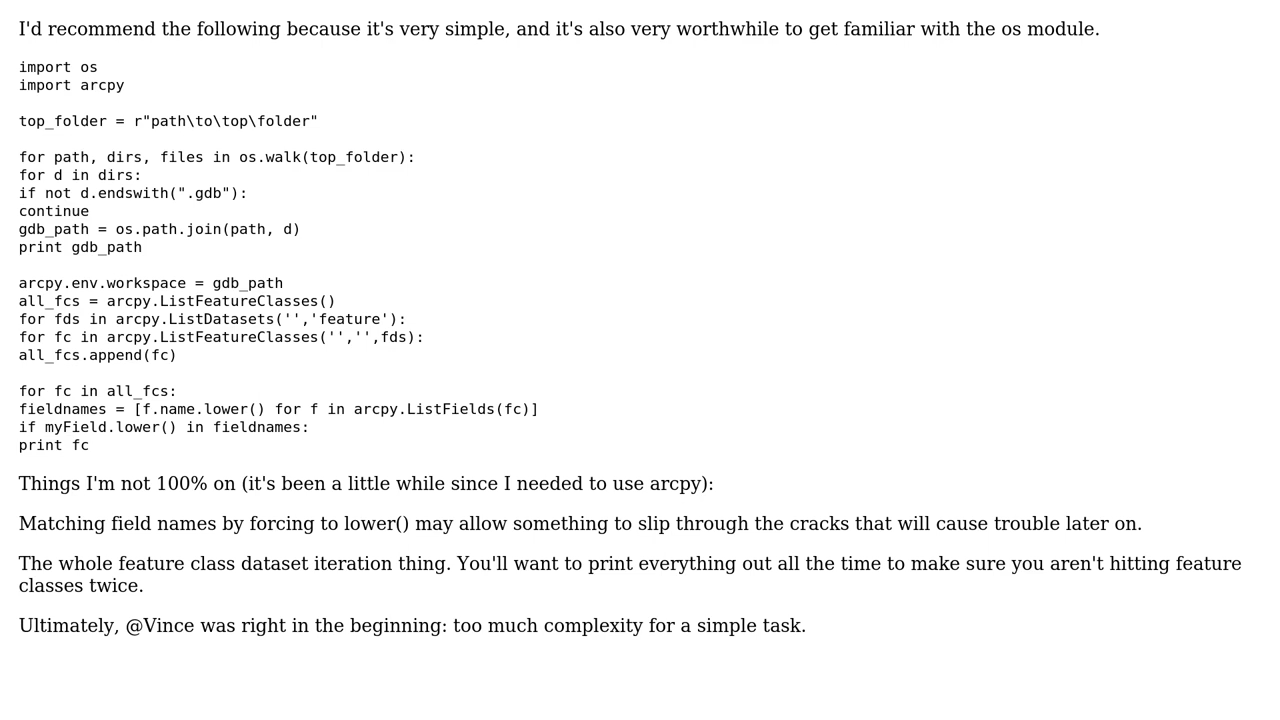 I'd recommend the following because it's very simple, and it's also very worthwhile to get familiar with the os module.
import os
import arcpy
top_folder = r"path\to\top\folder"
for path, dirs, files in os.walk(top_folder):
for d in dirs:
if not d.endswith(".gdb"):
continue
gdb_path = os.path.join(path, d)
print gdb_path
arcpy.env.workspace = gdb_path
all_fcs = arcpy.ListFeatureClasses()
for fds in arcpy.ListDatasets('','feature'):
for fc in arcpy.ListFeatureClasses('','',fds):
all_fcs.append(fc)
for fc in all_fcs:
fieldnames = [f.name.lower() for f in arcpy.ListFields(fc)]
if myField.lower() in fieldnames:
print fc
Things I'm not 100% on (it's been a little while since I needed to use arcpy):
Matching field names by forcing to lower() may allow something to slip through the cracks that will cause trouble later on.
The whole feature class dataset iteration thing. You'll want to print everything out all the time to make sure you aren't hitting feature
classes twice.
Ultimately, @Vince was right in the beginning: too much complexity for a simple task.